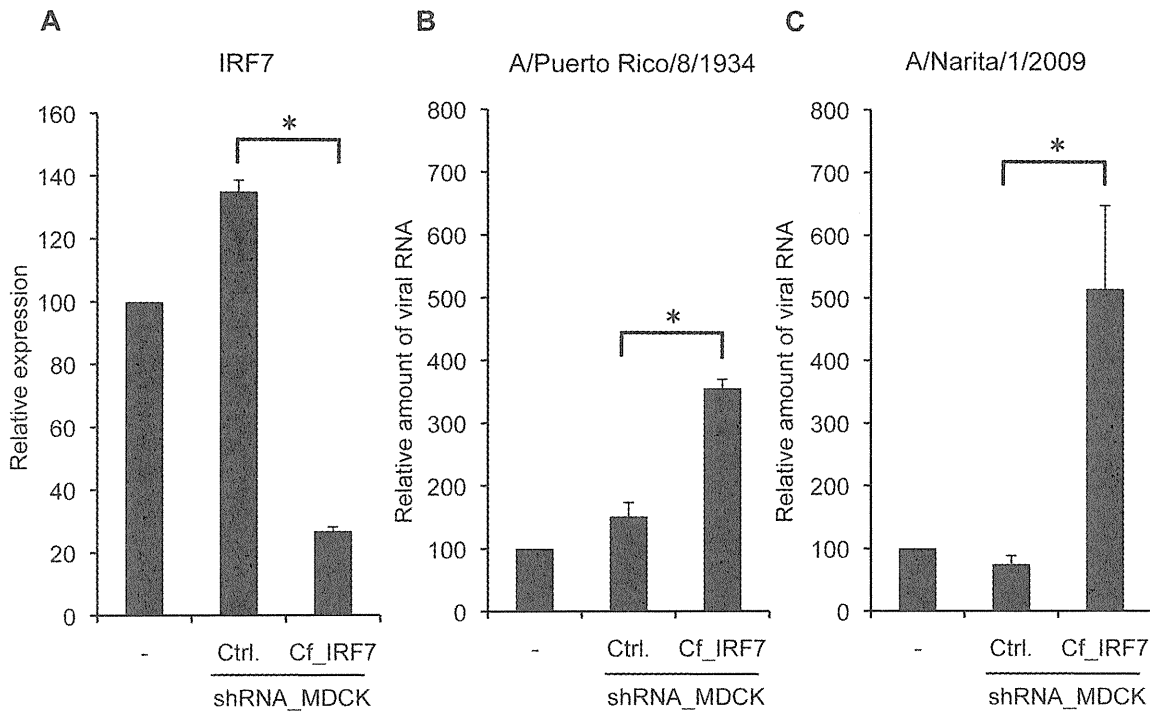 A
IRF7
Relative expression
160
140
120
100
80
60
40
20
0
*
-
Ctrl.
Cf_IRF7
shRNA_MDCK
B
A/Puerto Rico/8/1934
Relative amount of viral RNA
800
700
600
500
400
300
200
100
0
*
-
Ctrl.
Cf_IRF7
shRNA_MDCK
C
A/Narita/1/2009
Relative amount of viral RNA
800
700
600
500
400
300
200
100
0
*
-
Ctrl.
Cf_IRF7
shRNA_MDCK